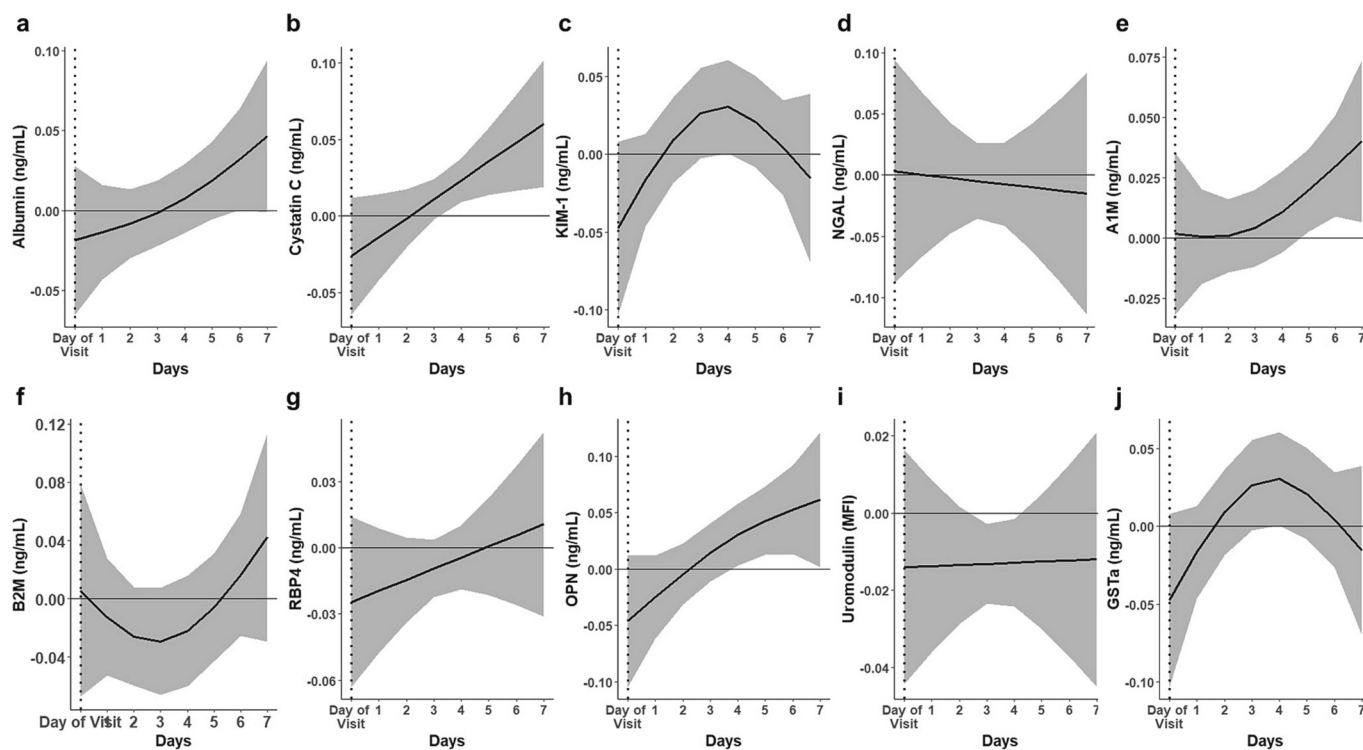 a
Albumin (ng/mL)
0.10
0.05
0.00
-0.05
Day of 1 2 3 4 5 6 7
Visit
Days
b
Cystatin C (ng/mL)
0.10
0.05
0.00
-0.05
Day of 1 2 3 4 5 6 7
Visit
Days
c
KIM-1 (ng/mL)
0.05
0.00
-0.05
-0.10
Day of 1 2 3 4 5 6 7
Visit
Days
d
NGAL (ng/mL)
0.10
0.05
0.00
-0.05
-0.10
Day of 1 2 3 4 5 6 7
Visit
Days
e
A1M (ng/mL)
0.075
0.050
0.025
0.000
-0.025
Day of 1 2 3 4 5 6 7
Visit
Days
f
B2M (ng/mL)
0.12
0.08
0.04
0.00
-0.04
Day of Visit 1 2 3 4 5 6 7
Days
g
RBP4 (ng/mL)
0.03
0.00
-0.03
-0.06
Day of 1 2 3 4 5 6 7
Visit
Days
h
OPN (ng/mL)
0.10
0.05
0.00
-0.05
-0.10
Day of 1 2 3 4 5 6 7
Visit
Days
i
Uromodulin (MFI)
0.02
0.00
-0.02
-0.04
Day of 1 2 3 4 5 6 7
Visit
Days
j
GSTa (ng/mL)
0.05
0.00
-0.05
-0.10
Day of 1 2 3 4 5 6 7
Visit
Days